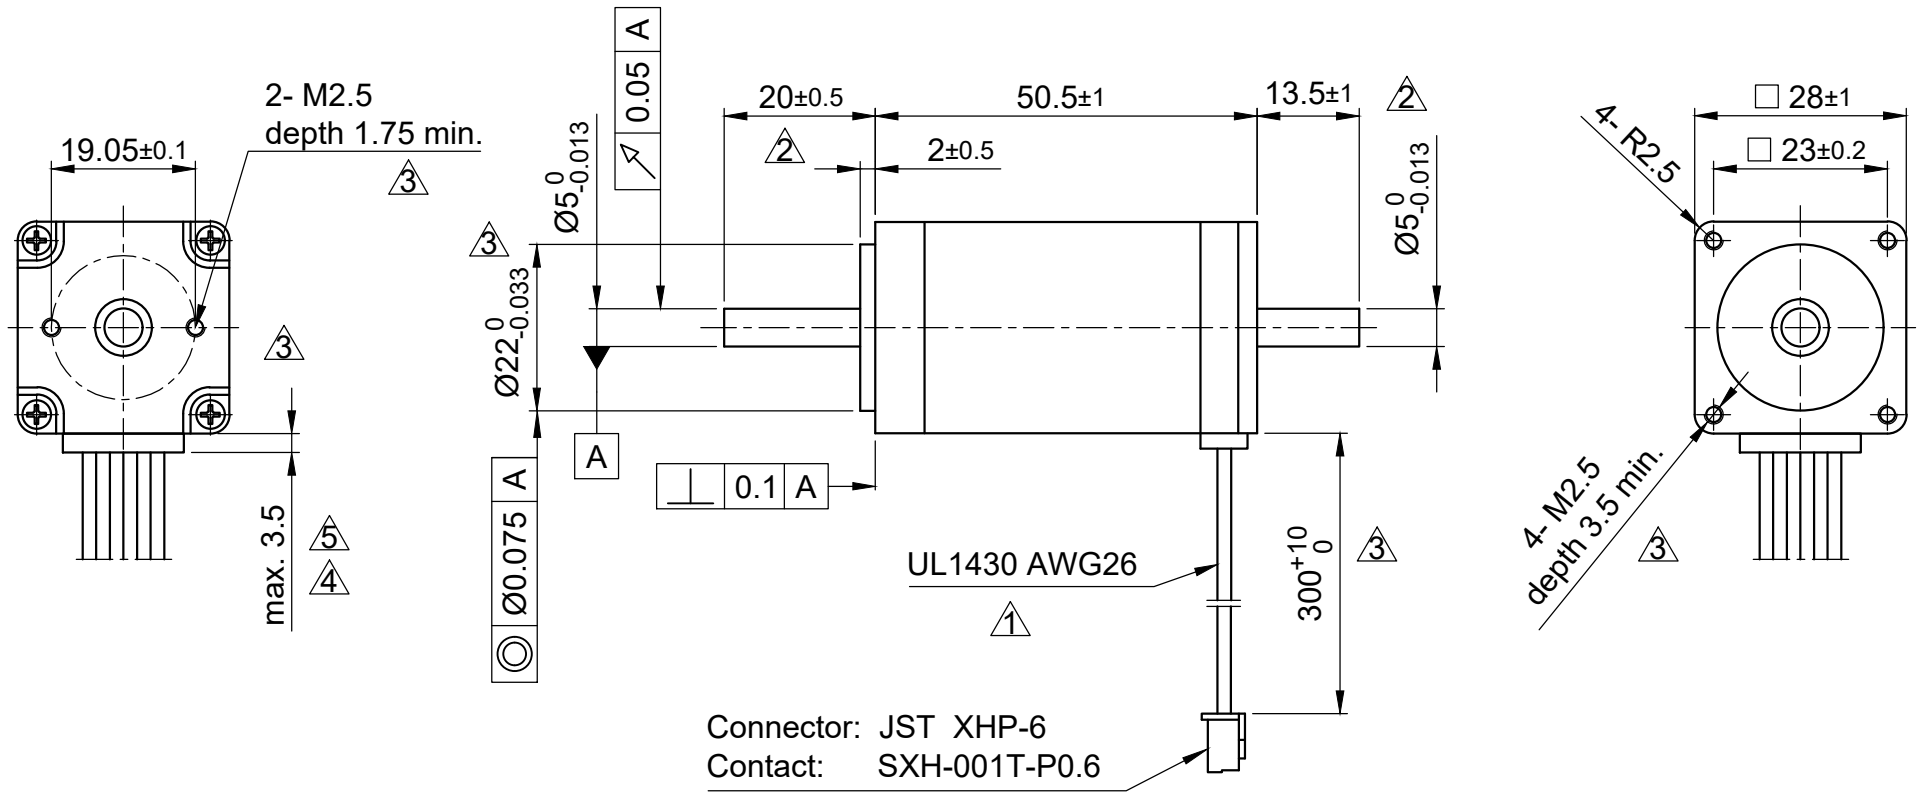 2- M2.5
depth 1.75 min.
19.05±0.1
3
3
max. 3.5
5
4
0.05 A
Ø5 0 -0.013
3
Ø22 0 -0.033
Ø0.075 A
A
0.1 A
20±0.5
2
50.5±1
13.5±1
2
2±0.5
Ø5 0 -0.013
UL1430 AWG26
1
300 +10 0
3
Connector: JST XHP-6
Contact: SXH-001T-P0.6
28±1
23±0.2
4- R2.5
4- M2.5
depth 3.5 min.
3